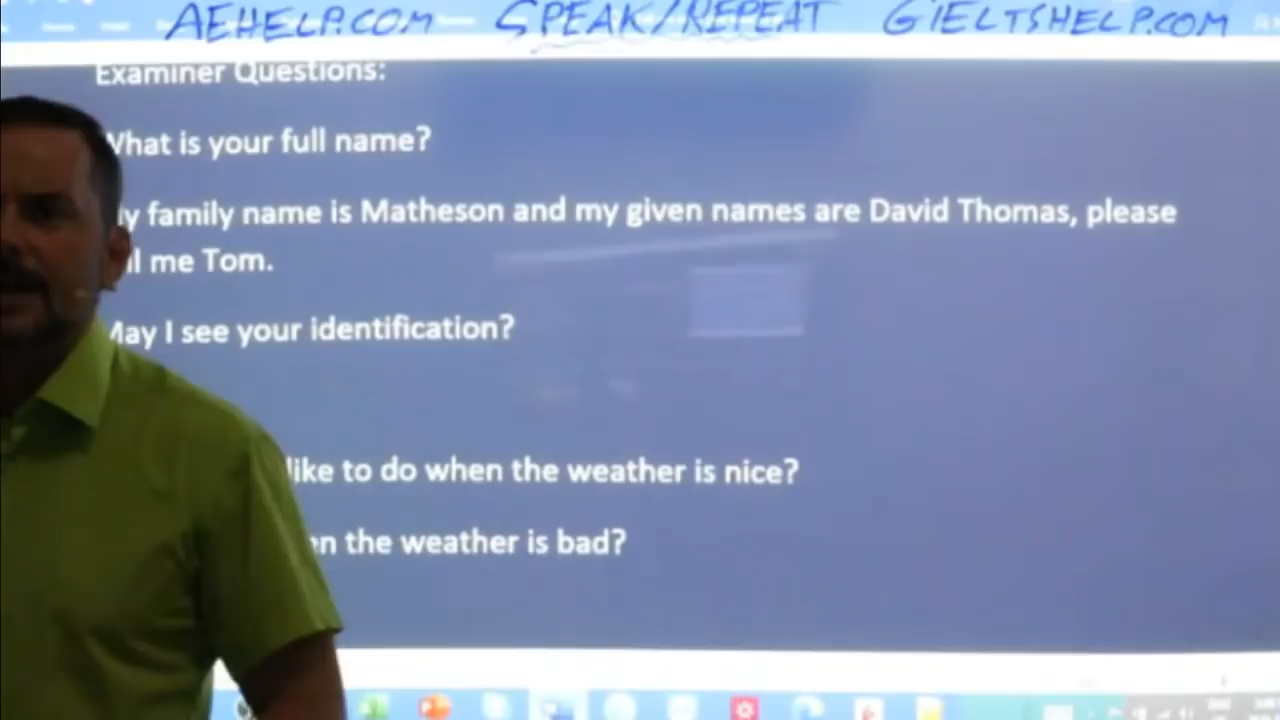 AEHELP.COM SPEAK/REPEAT GIELTSHELP.COM
Examiner Questions:
What is your full name?
y family name is Matheson and my given names are David Thomas, please
ll me Tom.
May I see your identification?
like to do when the weather is nice?
en the weather is bad?